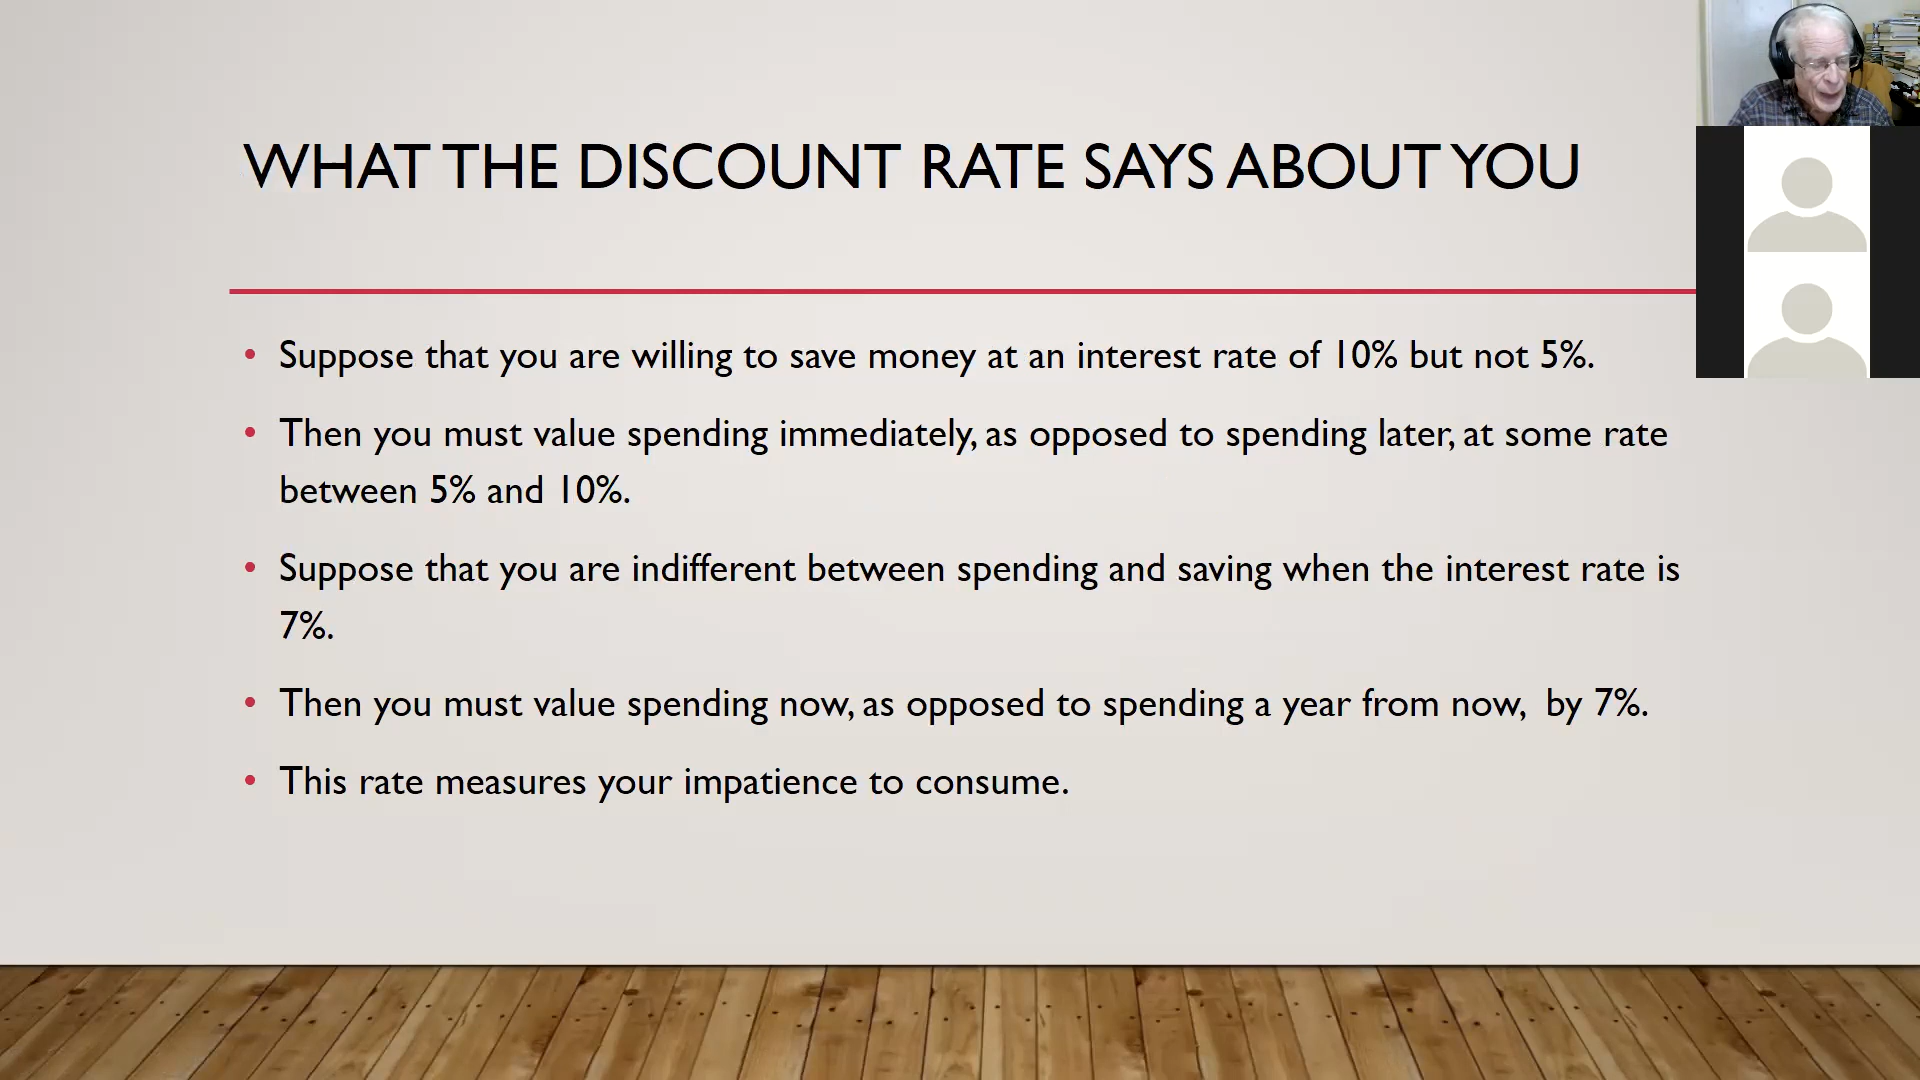 WHAT THE DISCOUNT RATE SAYS ABOUT YOU
• Suppose that you are willing to save money at an interest rate of 10% but not 5%.
• Then you must value spending immediately, as opposed to spending later, at some rate
between 5% and 10%.
• Suppose that you are indifferent between spending and saving when the interest rate is
7%.
• Then you must value spending now, as opposed to spending a year from now,  by 7%.
• This rate measures your impatience to consume.